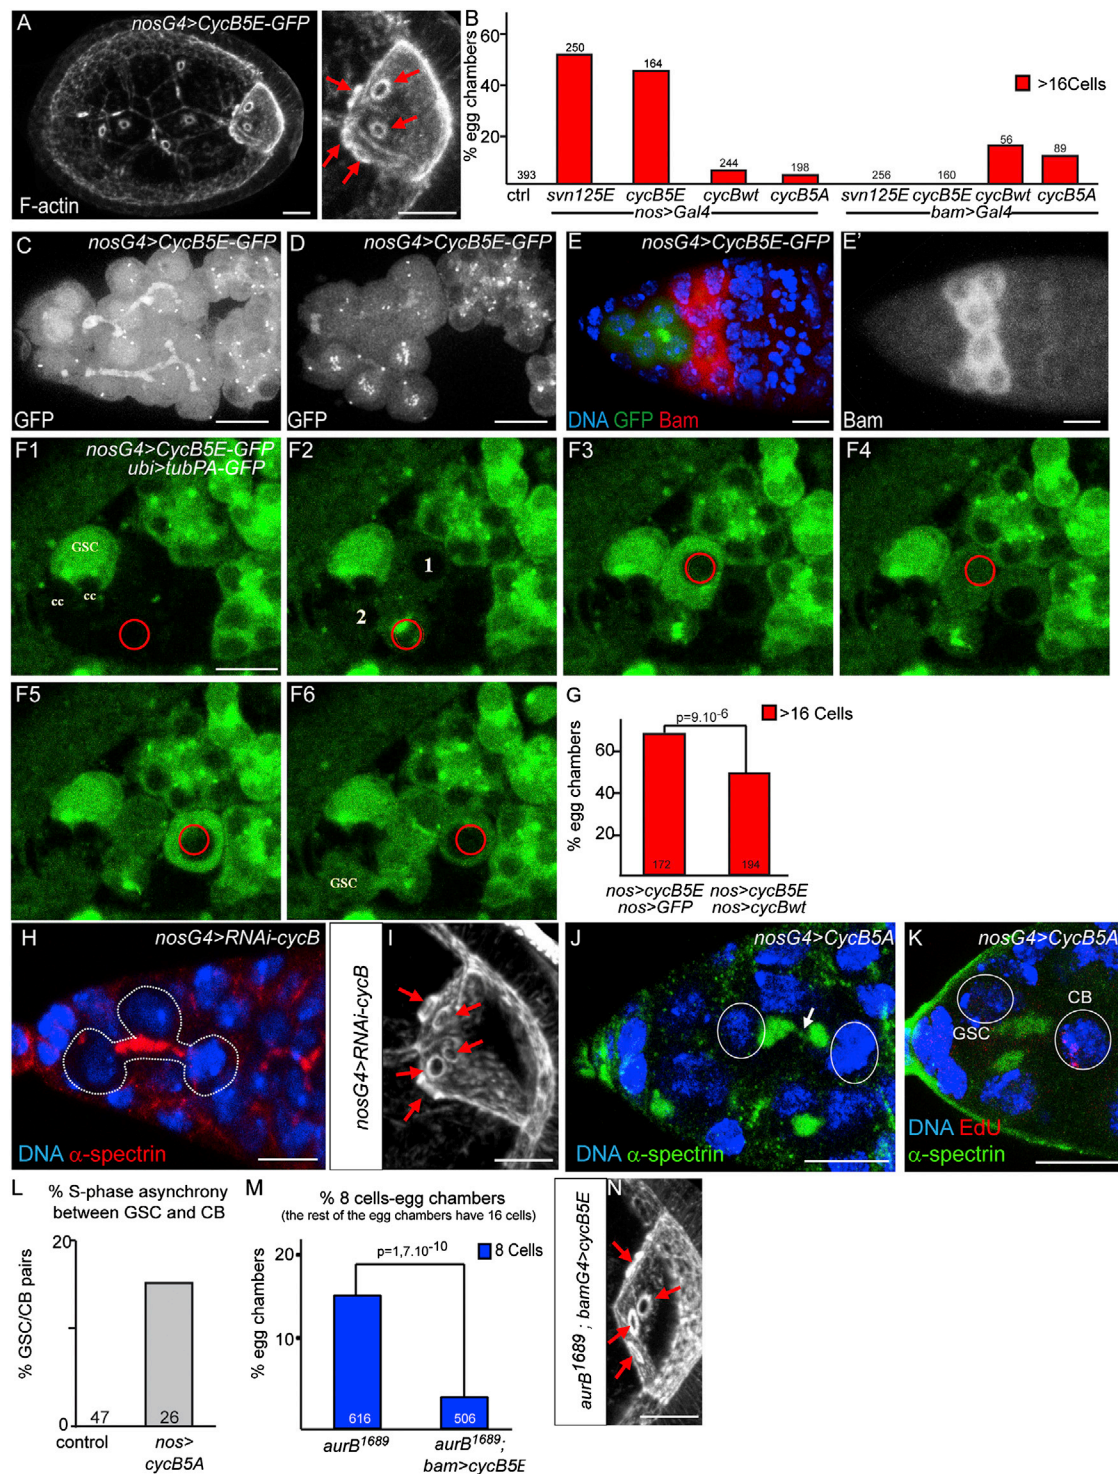 A
nosG4>CycB5E-GFP
F-actin
B
% egg chambers
60
40
20
>16Cells
393
250
164
244
198
256
160
56
89
ctrl
svn125E
cycB5E
cycBwt
cycB5A
svn125E
cycB5E
cycBwt
cycB5A
nos>Gal4
bam>Gal4
C
nosG4>CycB5E-GFP
GFP
D
nosG4>CycB5E-GFP
E
nosG4>CycB5E-GFP
DNA GFP Bam
E'
Bam
F1
nosG4>CycB5E-GFP
ubi>tubPA-GFP
GSC
cc
cc
F2
1
2
F3
F4
F5
F6
GSC
G
>16 Cells
p=9.10-6
% egg chambers
60
40
20
172
194
nos>cycB5E
nos>GFP
nos>cycB5E
nos>cycBwt
H
nosG4>RNAi-cycB
DNA α-spectrin
I
nosG4>RNAi-cycB
J
nosG4>CycB5A
DNA α-spectrin
K
nosG4>CycB5A
CB
GSC
DNA EdU
α-spectrin
L
% S-phase asynchrony
between GSC and CB
% GSC/CB pairs
20
10
0
47
26
control
nos>
cycB5A
M
% 8 cells-egg chambers
(the rest of the egg chambers have 16 cells)
p=1,7.10-10
8 Cells
% egg chambers
20
10
616
506
aurB1689
aurB1689;
bam>cycB5E
N
aurB1689 ; bamG4>cycB5E